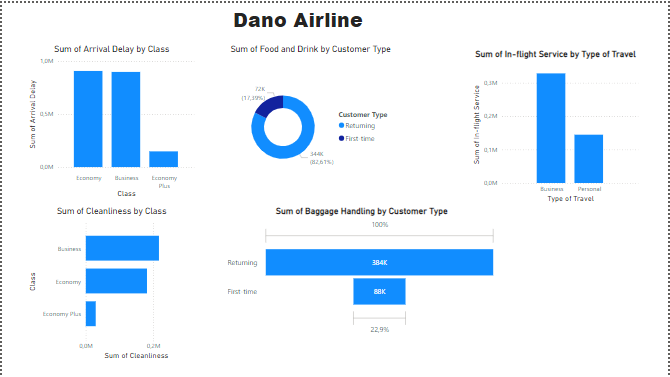 Dano Airline
Sum of Arrival Delay by Class
1,0M
0,5M
0,0M
Sum of Arrival Delay
Economy
Business
Economy Plus
Class
Sum of Food and Drink by Customer Type
72K
(17,39%)
344K
(82,61%)
Customer Type
Returning
First-time
Sum of In-flight Service by Type of Travel
0,3M
0,2M
0,1M
0,0M
Sum of In-flight Service
Business
Personal
Type of Travel
Sum of Cleanliness by Class
Class
Business
Economy
Economy Plus
0,0M
0,2M
Sum of Cleanliness
Sum of Baggage Handling by Customer Type
100%
Returning
384K
First-time
88K
22,9%